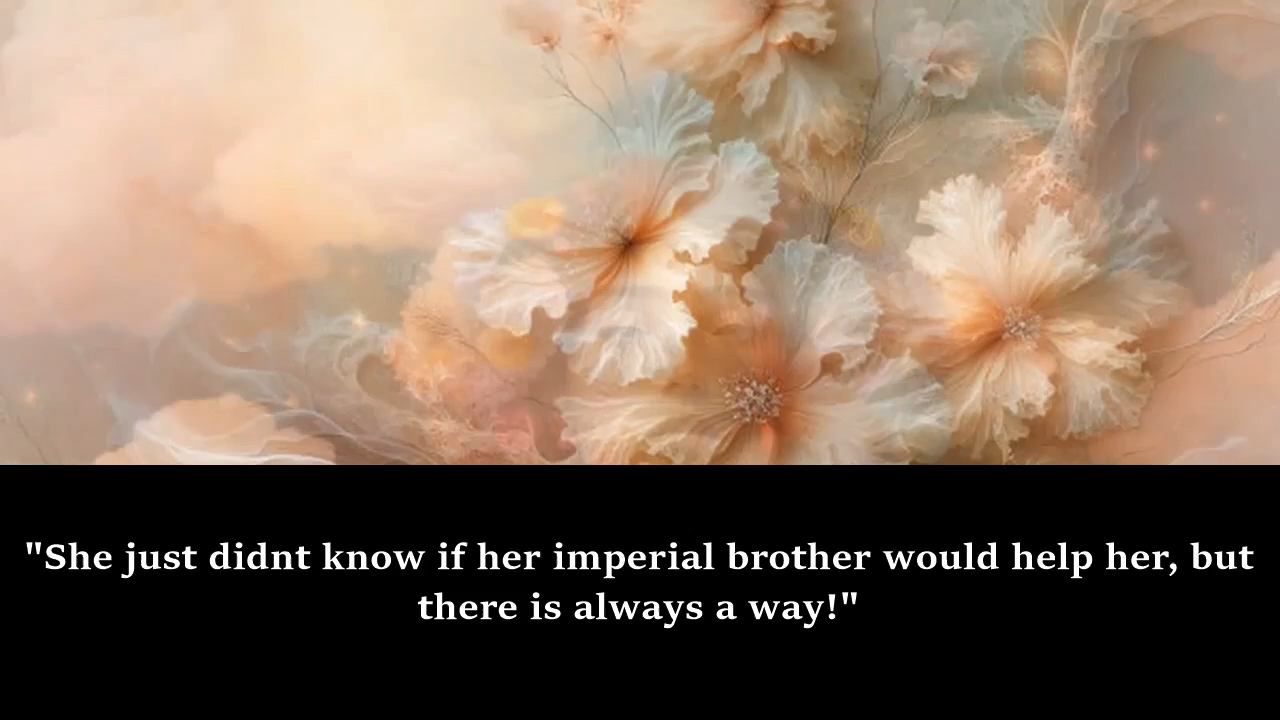 "She just didnt know if her imperial brother would help her, but
there is always a way!"